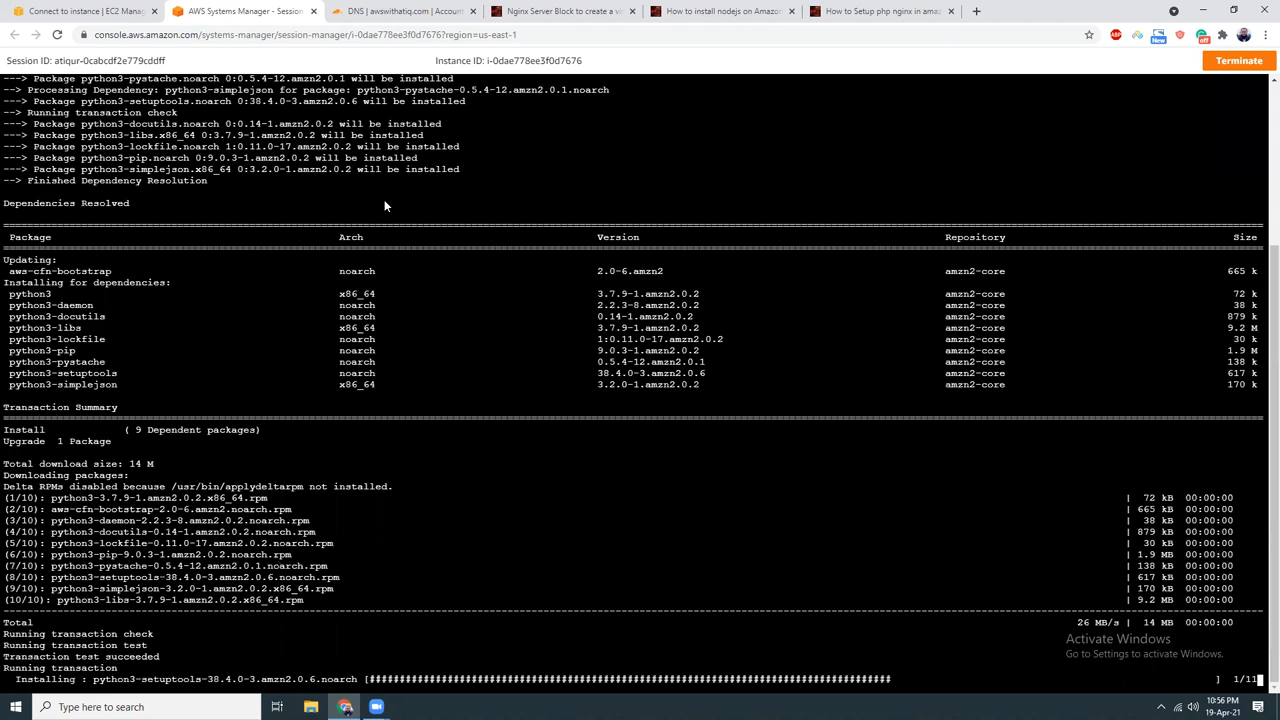 Connect to instance | EC2 Manag
AWS Systems Manager - Session
DNS | awswithatiq.com | Account
Nginx Server Block to create a vi
How to install nodejs on Amazon
How to Setup php nginx in amaz
console.aws.amazon.com/systems-manager/session-manager/i-0dae778ee3f0d7676?region=us-east-1
ABP
New
off
Session ID: atiqur-0cabcdf2e779cddff
Instance ID: i-0dae778ee3f0d7676
Terminate
---> Package python3-pystache.noarch 0:0.5.4-12.amzn2.0.1 will be installed
--> Processing Dependency: python3-simplejson for package: python3-pystache-0.5.4-12.amzn2.0.1.noarch
---> Package python3-setuptools.noarch 0:38.4.0-3.amzn2.0.6 will be installed
--> Running transaction check
---> Package python3-docutils.noarch 0:0.14-1.amzn2.0.2 will be installed
---> Package python3-libs.x86_64 0:3.7.9-1.amzn2.0.2 will be installed
---> Package python3-lockfile.noarch 1:0.11.0-17.amzn2.0.2 will be installed
---> Package python3-pip.noarch 0:9.0.3-1.amzn2.0.2 will be installed
---> Package python3-simplejson.x86_64 0:3.2.0-1.amzn2.0.2 will be installed
--> Finished Dependency Resolution
Dependencies Resolved
Package Arch Version Repository Size
Updating:
aws-cfn-bootstrap noarch 2.0-6.amzn2 amzn2-core 665 k
Installing for dependencies:
python3 x86_64 3.7.9-1.amzn2.0.2 amzn2-core 72 k
python3-daemon noarch 2.2.3-8.amzn2.0.2 amzn2-core 38 k
python3-docutils noarch 0.14-1.amzn2.0.2 amzn2-core 879 k
python3-libs x86_64 3.7.9-1.amzn2.0.2 amzn2-core 9.2 M
python3-lockfile noarch 1:0.11.0-17.amzn2.0.2 amzn2-core 30 k
python3-pip noarch 9.0.3-1.amzn2.0.2 amzn2-core 1.9 M
python3-pystache noarch 0.5.4-12.amzn2.0.1 amzn2-core 138 k
python3-setuptools noarch 38.4.0-3.amzn2.0.6 amzn2-core 617 k
python3-simplejson x86_64 3.2.0-1.amzn2.0.2 amzn2-core 170 k
Transaction Summary
Install ( 9 Dependent packages)
Upgrade 1 Package
Total download size: 14 M
Downloading packages:
Delta RPMs disabled because /usr/bin/applydeltarpm not installed.
(1/10): python3-3.7.9-1.amzn2.0.2.x86_64.rpm | 72 kB 00:00:00
(2/10): aws-cfn-bootstrap-2.0-6.amzn2.noarch.rpm | 665 kB 00:00:00
(3/10): python3-daemon-2.2.3-8.amzn2.0.2.noarch.rpm | 38 kB 00:00:00
(4/10): python3-docutils-0.14-1.amzn2.0.2.noarch.rpm | 879 kB 00:00:00
(5/10): python3-lockfile-0.11.0-17.amzn2.0.2.noarch.rpm | 30 kB 00:00:00
(6/10): python3-pip-9.0.3-1.amzn2.0.2.noarch.rpm | 1.9 MB 00:00:00
(7/10): python3-pystache-0.5.4-12.amzn2.0.1.noarch.rpm | 138 kB 00:00:00
(8/10): python3-setuptools-38.4.0-3.amzn2.0.6.noarch.rpm | 617 kB 00:00:00
(9/10): python3-simplejson-3.2.0-1.amzn2.0.2.x86_64.rpm | 170 kB 00:00:00
(10/10): python3-libs-3.7.9-1.amzn2.0.2.x86_64.rpm | 9.2 MB 00:00:00
Total 26 MB/s | 14 MB 00:00:00
Running transaction check
Running transaction test
Transaction test succeeded
Running transaction
Installing : python3-setuptools-38.4.0-3.amzn2.0.6.noarch [####################################################################################### ] 1/11
Activate Windows
Go to Settings to activate Windows.
Type here to search
10:56 PM
19-Apr-21